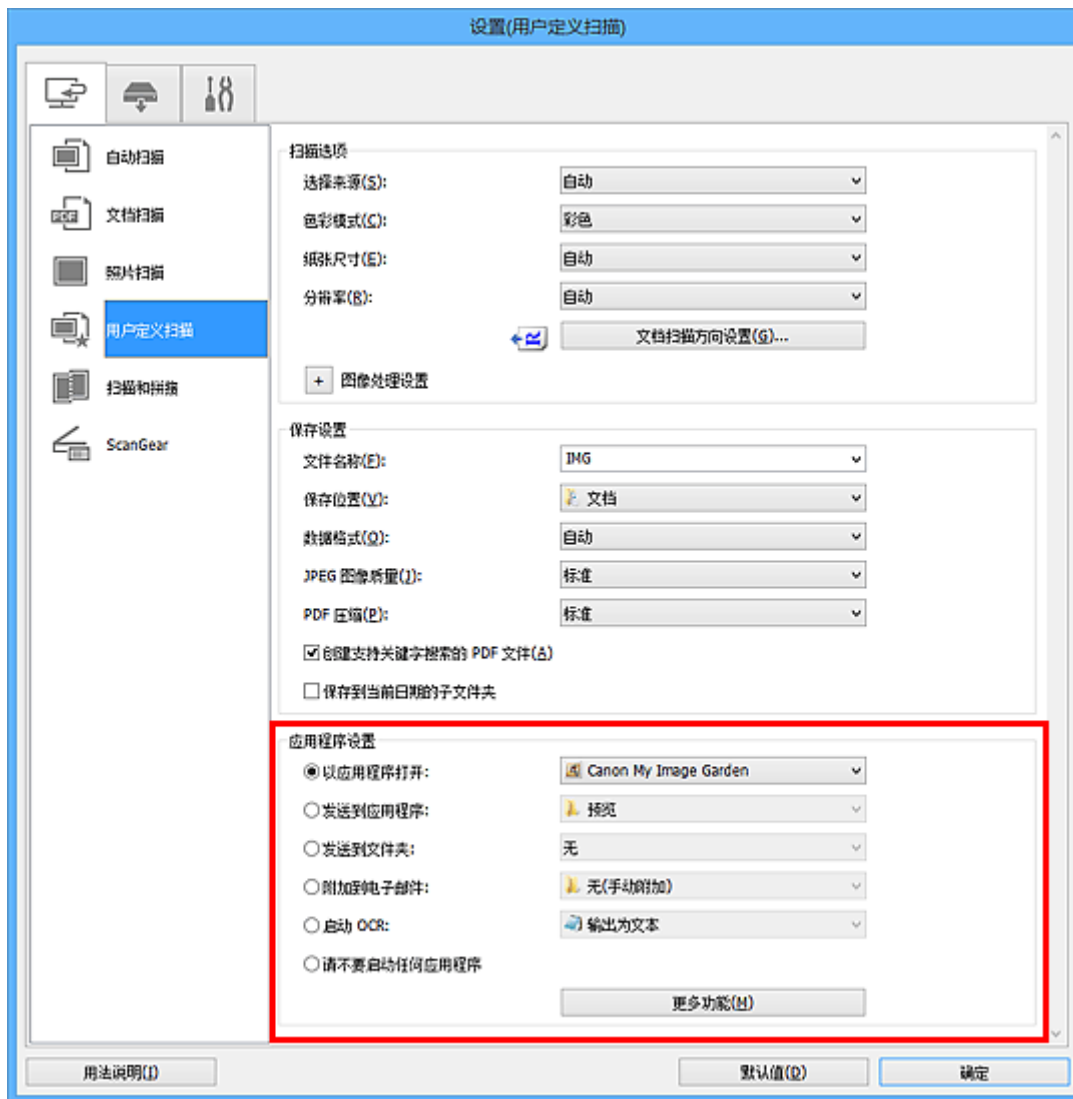 设置(用户定义扫描)
自动扫描
PDF 文档扫描
照片扫描
用户定义扫描
扫描和拼接
ScanGear
扫描选项
选择来源(S): 自动
色彩模式(C): 彩色
纸张尺寸(E): 自动
分辨率(R): 自动
文档扫描方向设置(G)...
+ 图像处理设置
保存设置
文件名称(F): IMG
保存位置(V): 文档
数据格式(O): 自动
JPEG 图像质量(J): 标准
PDF 压缩(P): 标准
创建支持关键字搜索的 PDF 文件(A)
保存到当前日期的子文件夹
应用程序设置
以应用程序打开: Canon My Image Garden
发送到应用程序: 预览
发送到文件夹: 无
附加到电子邮件: 无(手动附加)
启动 OCR: 输出为文本
请不要启动任何应用程序
更多功能(M)
用法说明(I) 默认值(D) 确定